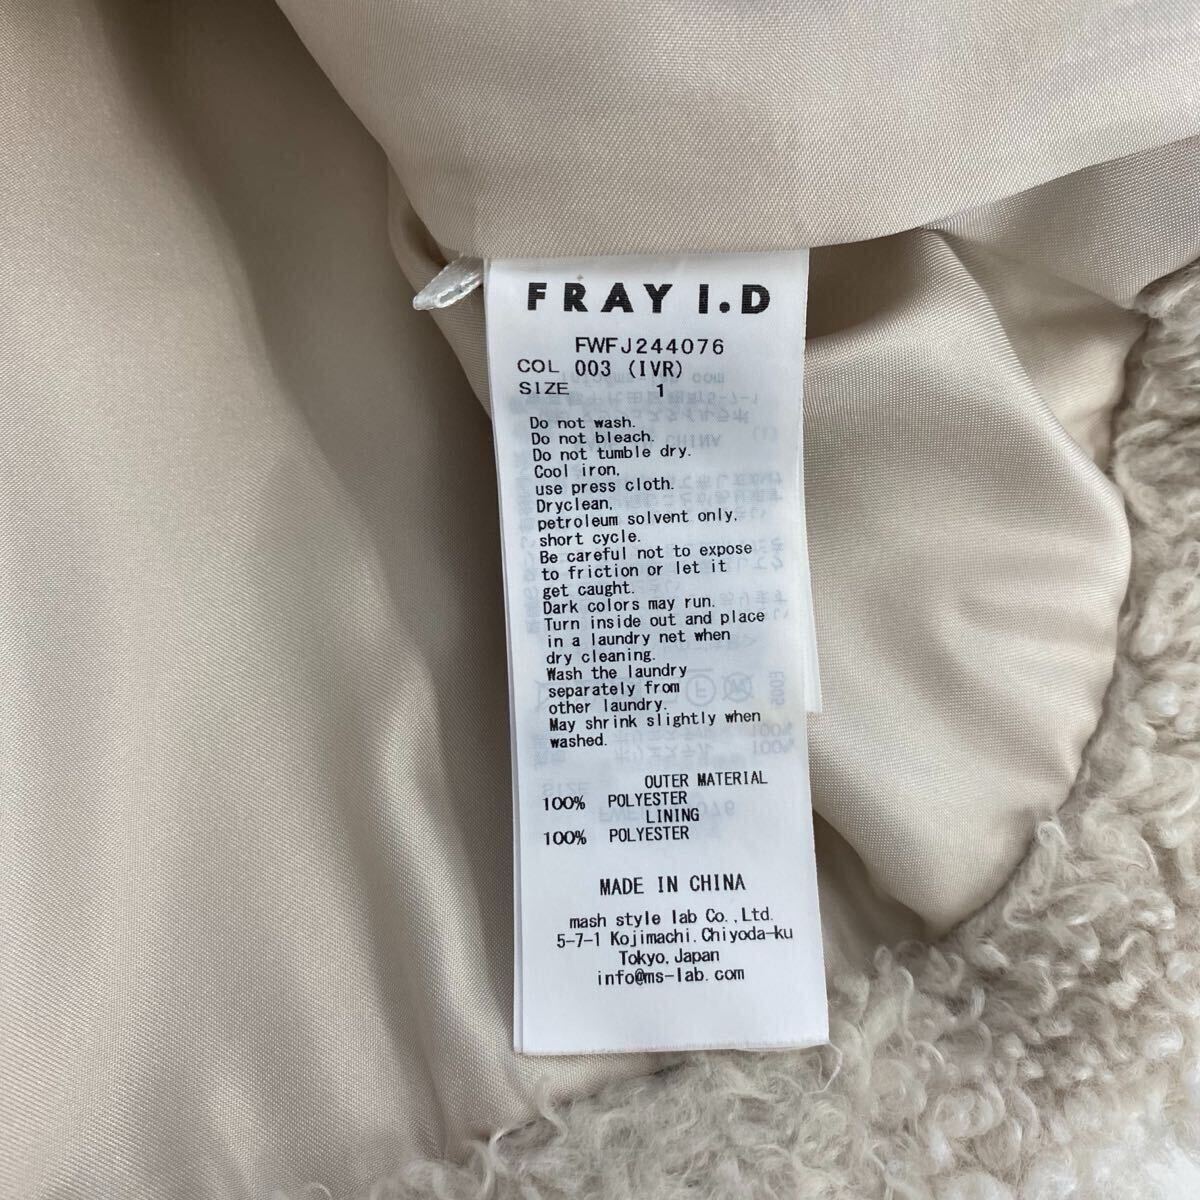 FRAY I.D
FWFJ244076
COL 003 (IVR)
SIZE 1
Do not wash.
Do not bleach.
Do not tumble dry.
Cool iron,
use press cloth.
Dryclean,
petroleum solvent only,
short cycle.
Be careful not to expose
to friction or let it
get caught.
Dark colors may run.
Turn inside out and place
in a laundry net when
dry cleaning.
Wash the laundry
separately from
other laundry.
May shrink slightly when
washed.
OUTER MATERIAL
100% POLYESTER
LINING
100% POLYESTER
MADE IN CHINA
mash style lab Co.,Ltd.
5-7-1 Kojimachi,Chiyoda-ku
Tokyo,Japan
info@ms-lab.com